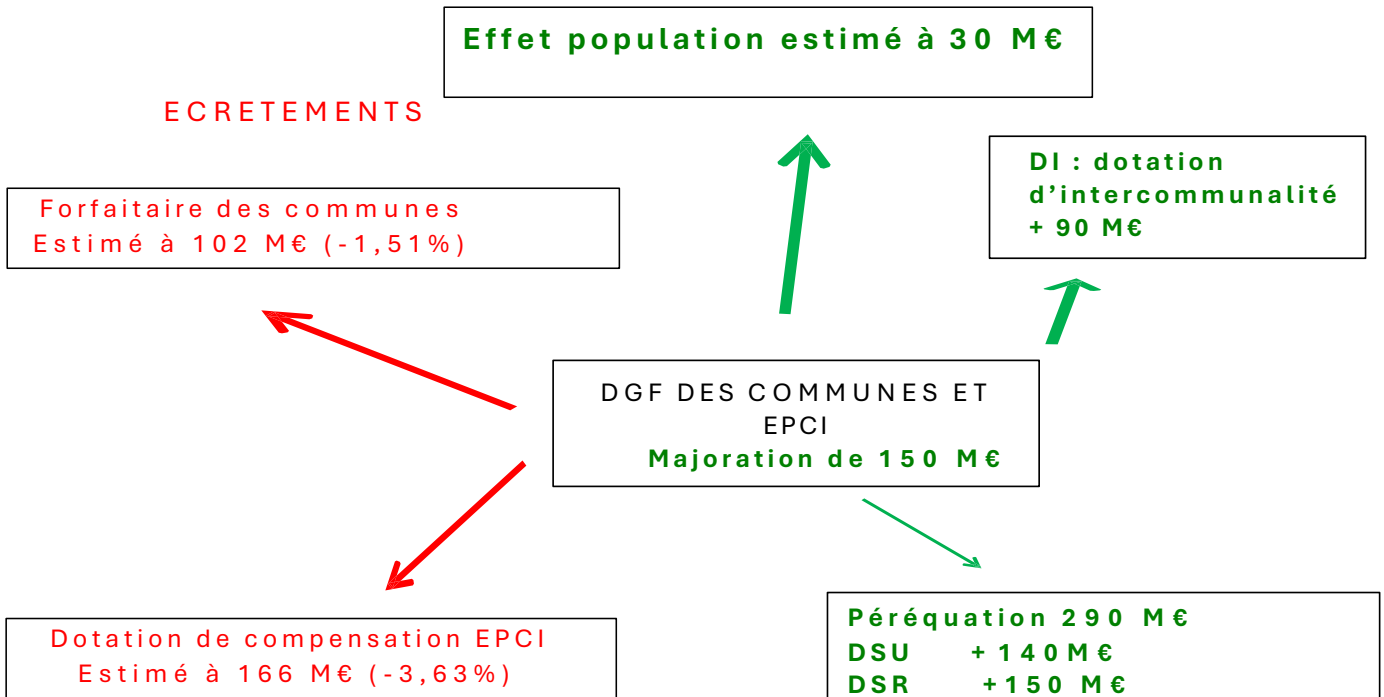 Effet population estimé à 30 M€
ECRETEMENTS
DI : dotation
d’intercommunalité
+ 90 M€
Forfaitaire des communes
Estimé à 102 M€ (-1,51%)
DGF DES COMMUNES ET
EPCI
Majoration de 150 M€
Dotation de compensation EPCI
Estimé à 166 M€ (-3,63%)
Péréquation 290 M€
DSU + 140M€
DSR +150 M€